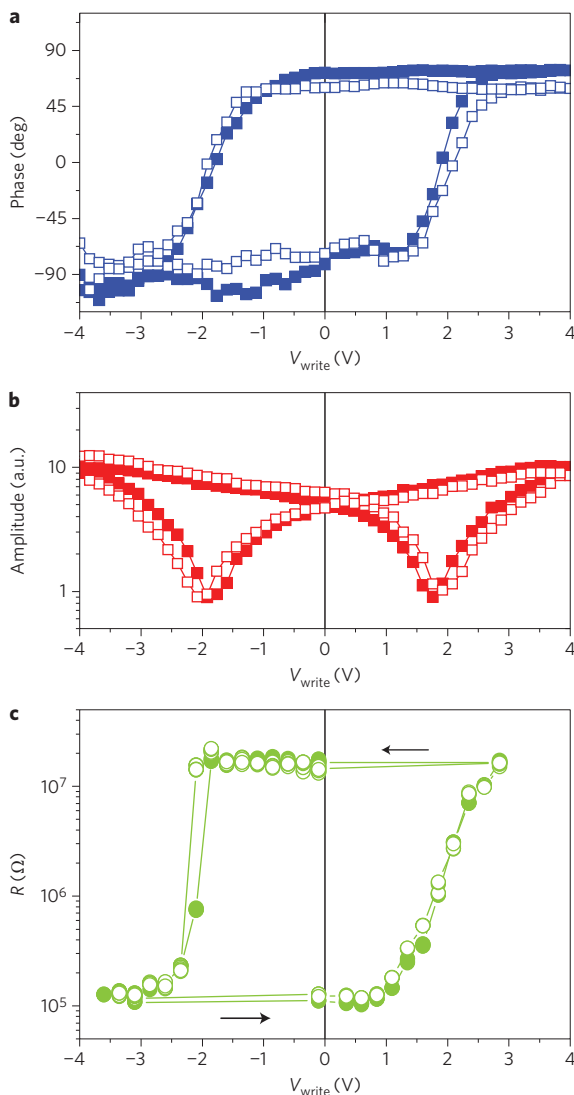 a
90
45
0
−45
−90
Phase (deg)
−4 −3 −2 −1 0 1 2 3 4
Vwrite (V)
b
10
1
Amplitude (a.u.)
−4 −3 −2 −1 0 1 2 3 4
Vwrite (V)
c
10⁷
10⁶
10⁵
R (Ω)
−4 −3 −2 −1 0 1 2 3 4
Vwrite (V)